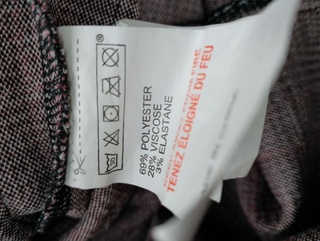 ®
69% POLYESTER
28% VISCOSE
3% ELASTANE
TENEZ ÉLOIGNÉ DU FEU